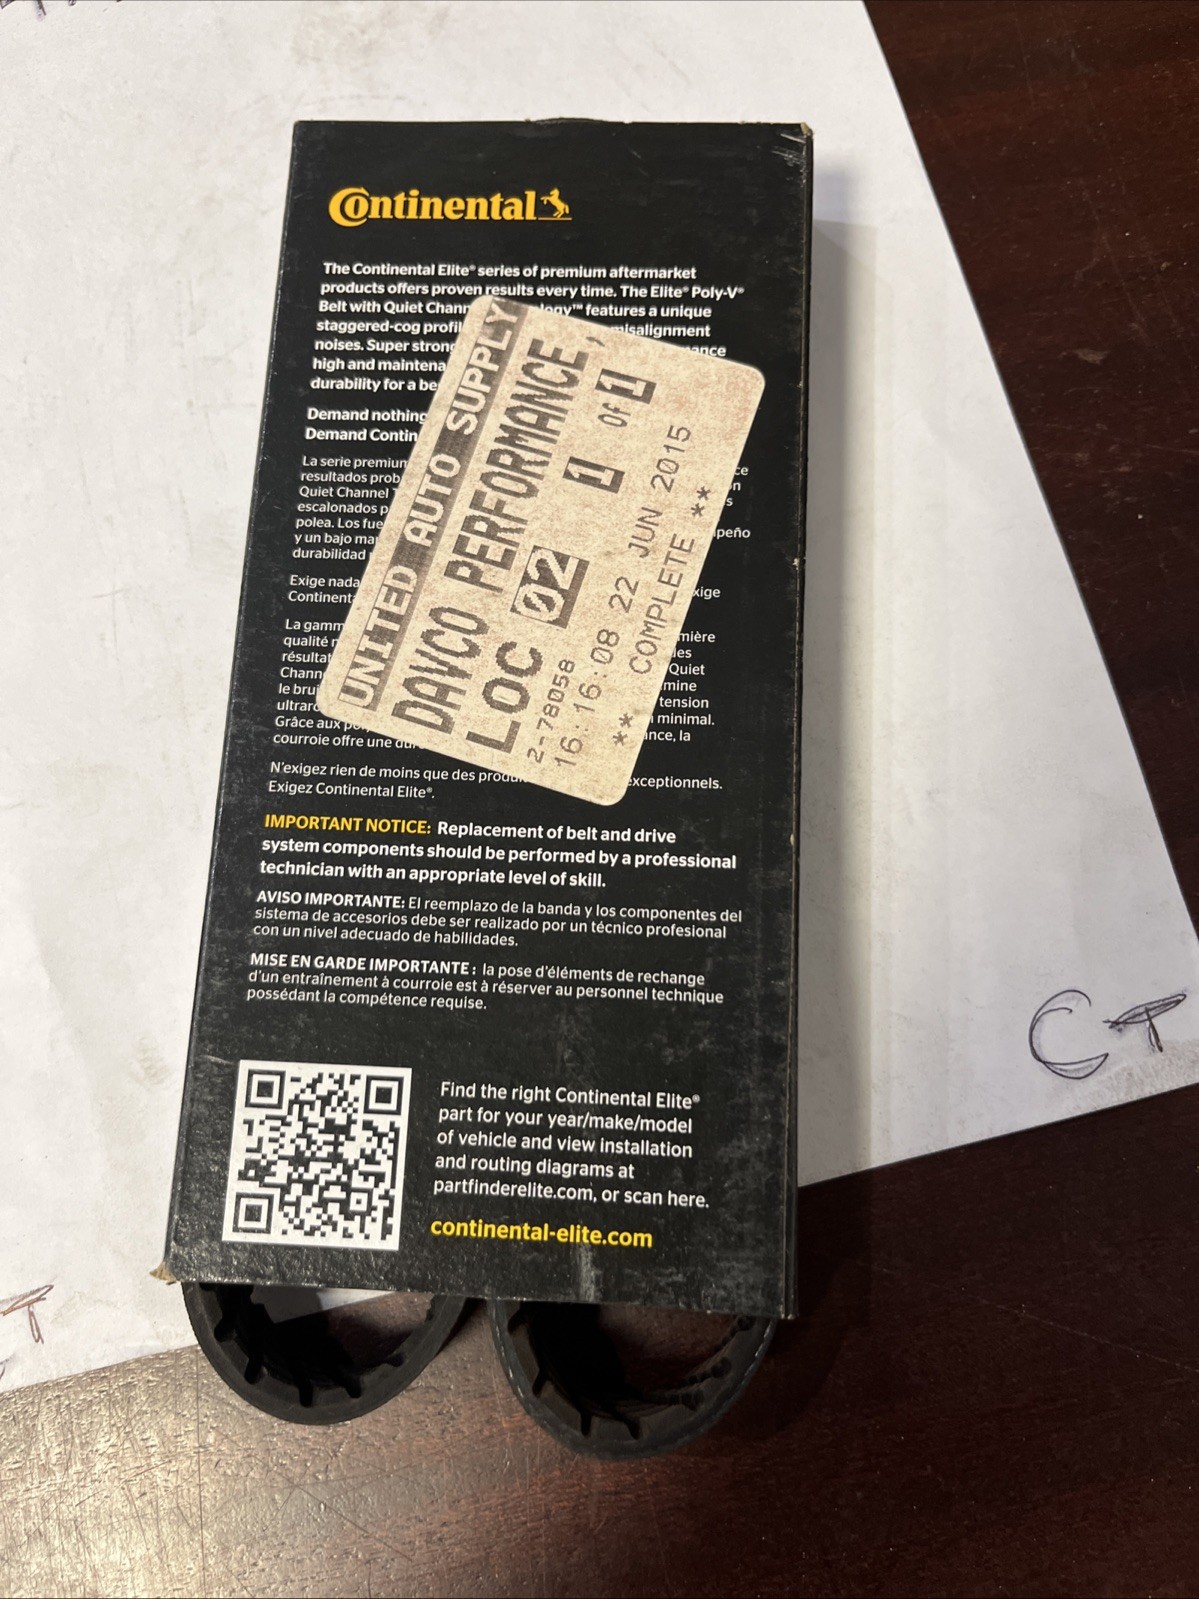 Continental
The Continental Elite® series of premium aftermarket
products offers proven results every time. The Elite® Poly-V®
Belt with Quiet Chann logy™ features a unique
staggered-cog profil misalignment
noises. Super strong ance
high and maintena
durability for a be
Demand nothing
Demand Contin
La serie premium ce
resultados prob n
Quiet Channel T s
escalonados p
polea. Los fue peño
y un bajo ma
durabilidad
Exige nada xige
Continent
La gamm mière
qualité r les
résultat Quiet
Chann mine
le brui tension
ultraro minimal.
Grâce aux po ance, la
courroie offre une dur
N'exigez rien de moins que des produ exceptionnels.
Exigez Continental Elite®.
UNITED AUTO SUPPLY
DAVCO PERFORMANCE,
LOC 02 1 OF 1
2-78058
16:16:08 22 JUN 2015
** COMPLETE **
IMPORTANT NOTICE: Replacement of belt and drive
system components should be performed by a professional
technician with an appropriate level of skill.
AVISO IMPORTANTE: El reemplazo de la banda y los componentes del
sistema de accesorios debe ser realizado por un técnico profesional
con un nivel adecuado de habilidades.
MISE EN GARDE IMPORTANTE : la pose d'éléments de rechange
d'un entraînement à courroie est à réserver au personnel technique
possédant la compétence requise.
Find the right Continental Elite®
part for your year/make/model
of vehicle and view installation
and routing diagrams at
partfinderelite.com, or scan here.
continental-elite.com
CT